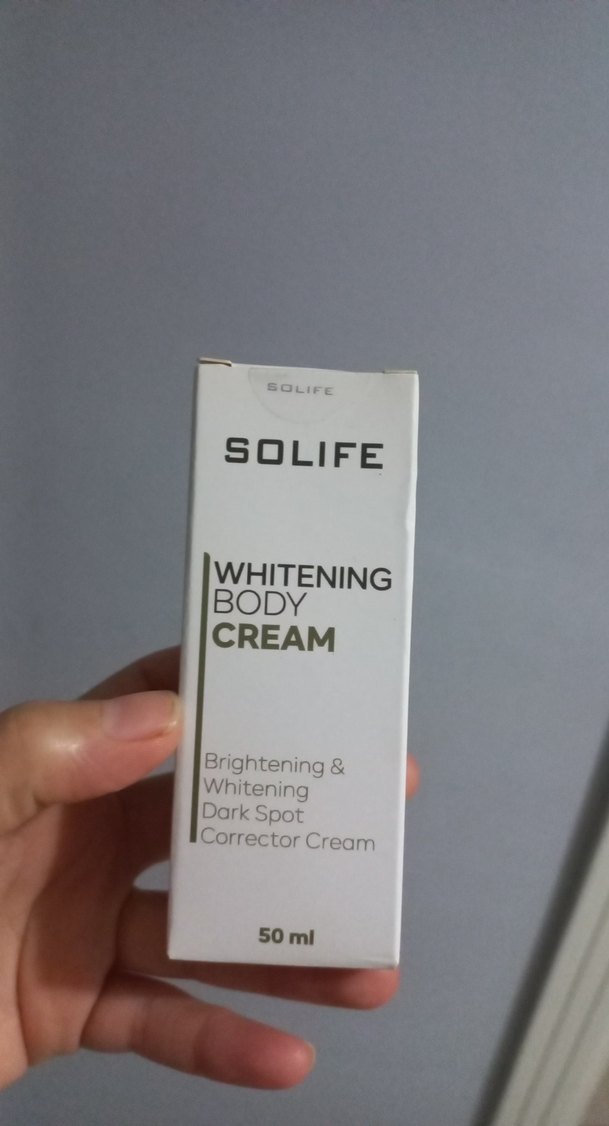 SOLIFE
SOLIFE
WHITENING
BODY
CREAM
Brightening &
Whitening
Dark Spot
Corrector Cream
50 ml